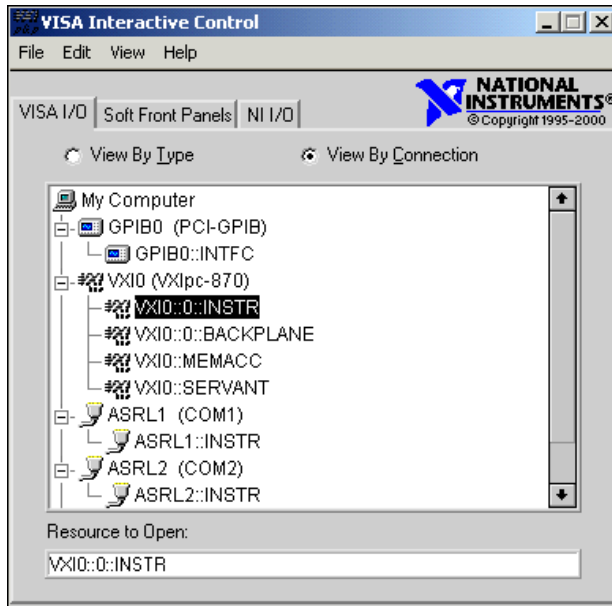 VISA Interactive Control
File Edit View Help
NATIONAL
INSTRUMENTS®
© Copyright 1995-2000
VISA I/O Soft Front Panels NI I/O
View By Type View By Connection
My Computer
GPIB0 (PCI-GPIB)
GPIB0::INTFC
VXI0 (VXIpc-870)
VXI0::0::INSTR
VXI0::0::BACKPLANE
VXI0::MEMACC
VXI0::SERVANT
ASRL1 (COM1)
ASRL1::INSTR
ASRL2 (COM2)
ASRL2::INSTR
Resource to Open:
VXI0::0::INSTR